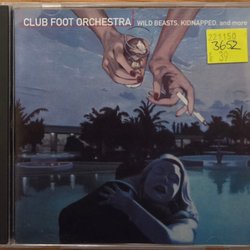 CLUB FOOT ORCHESTRA WILD BEASTS, KIDNAPPED, and more
221150
3652